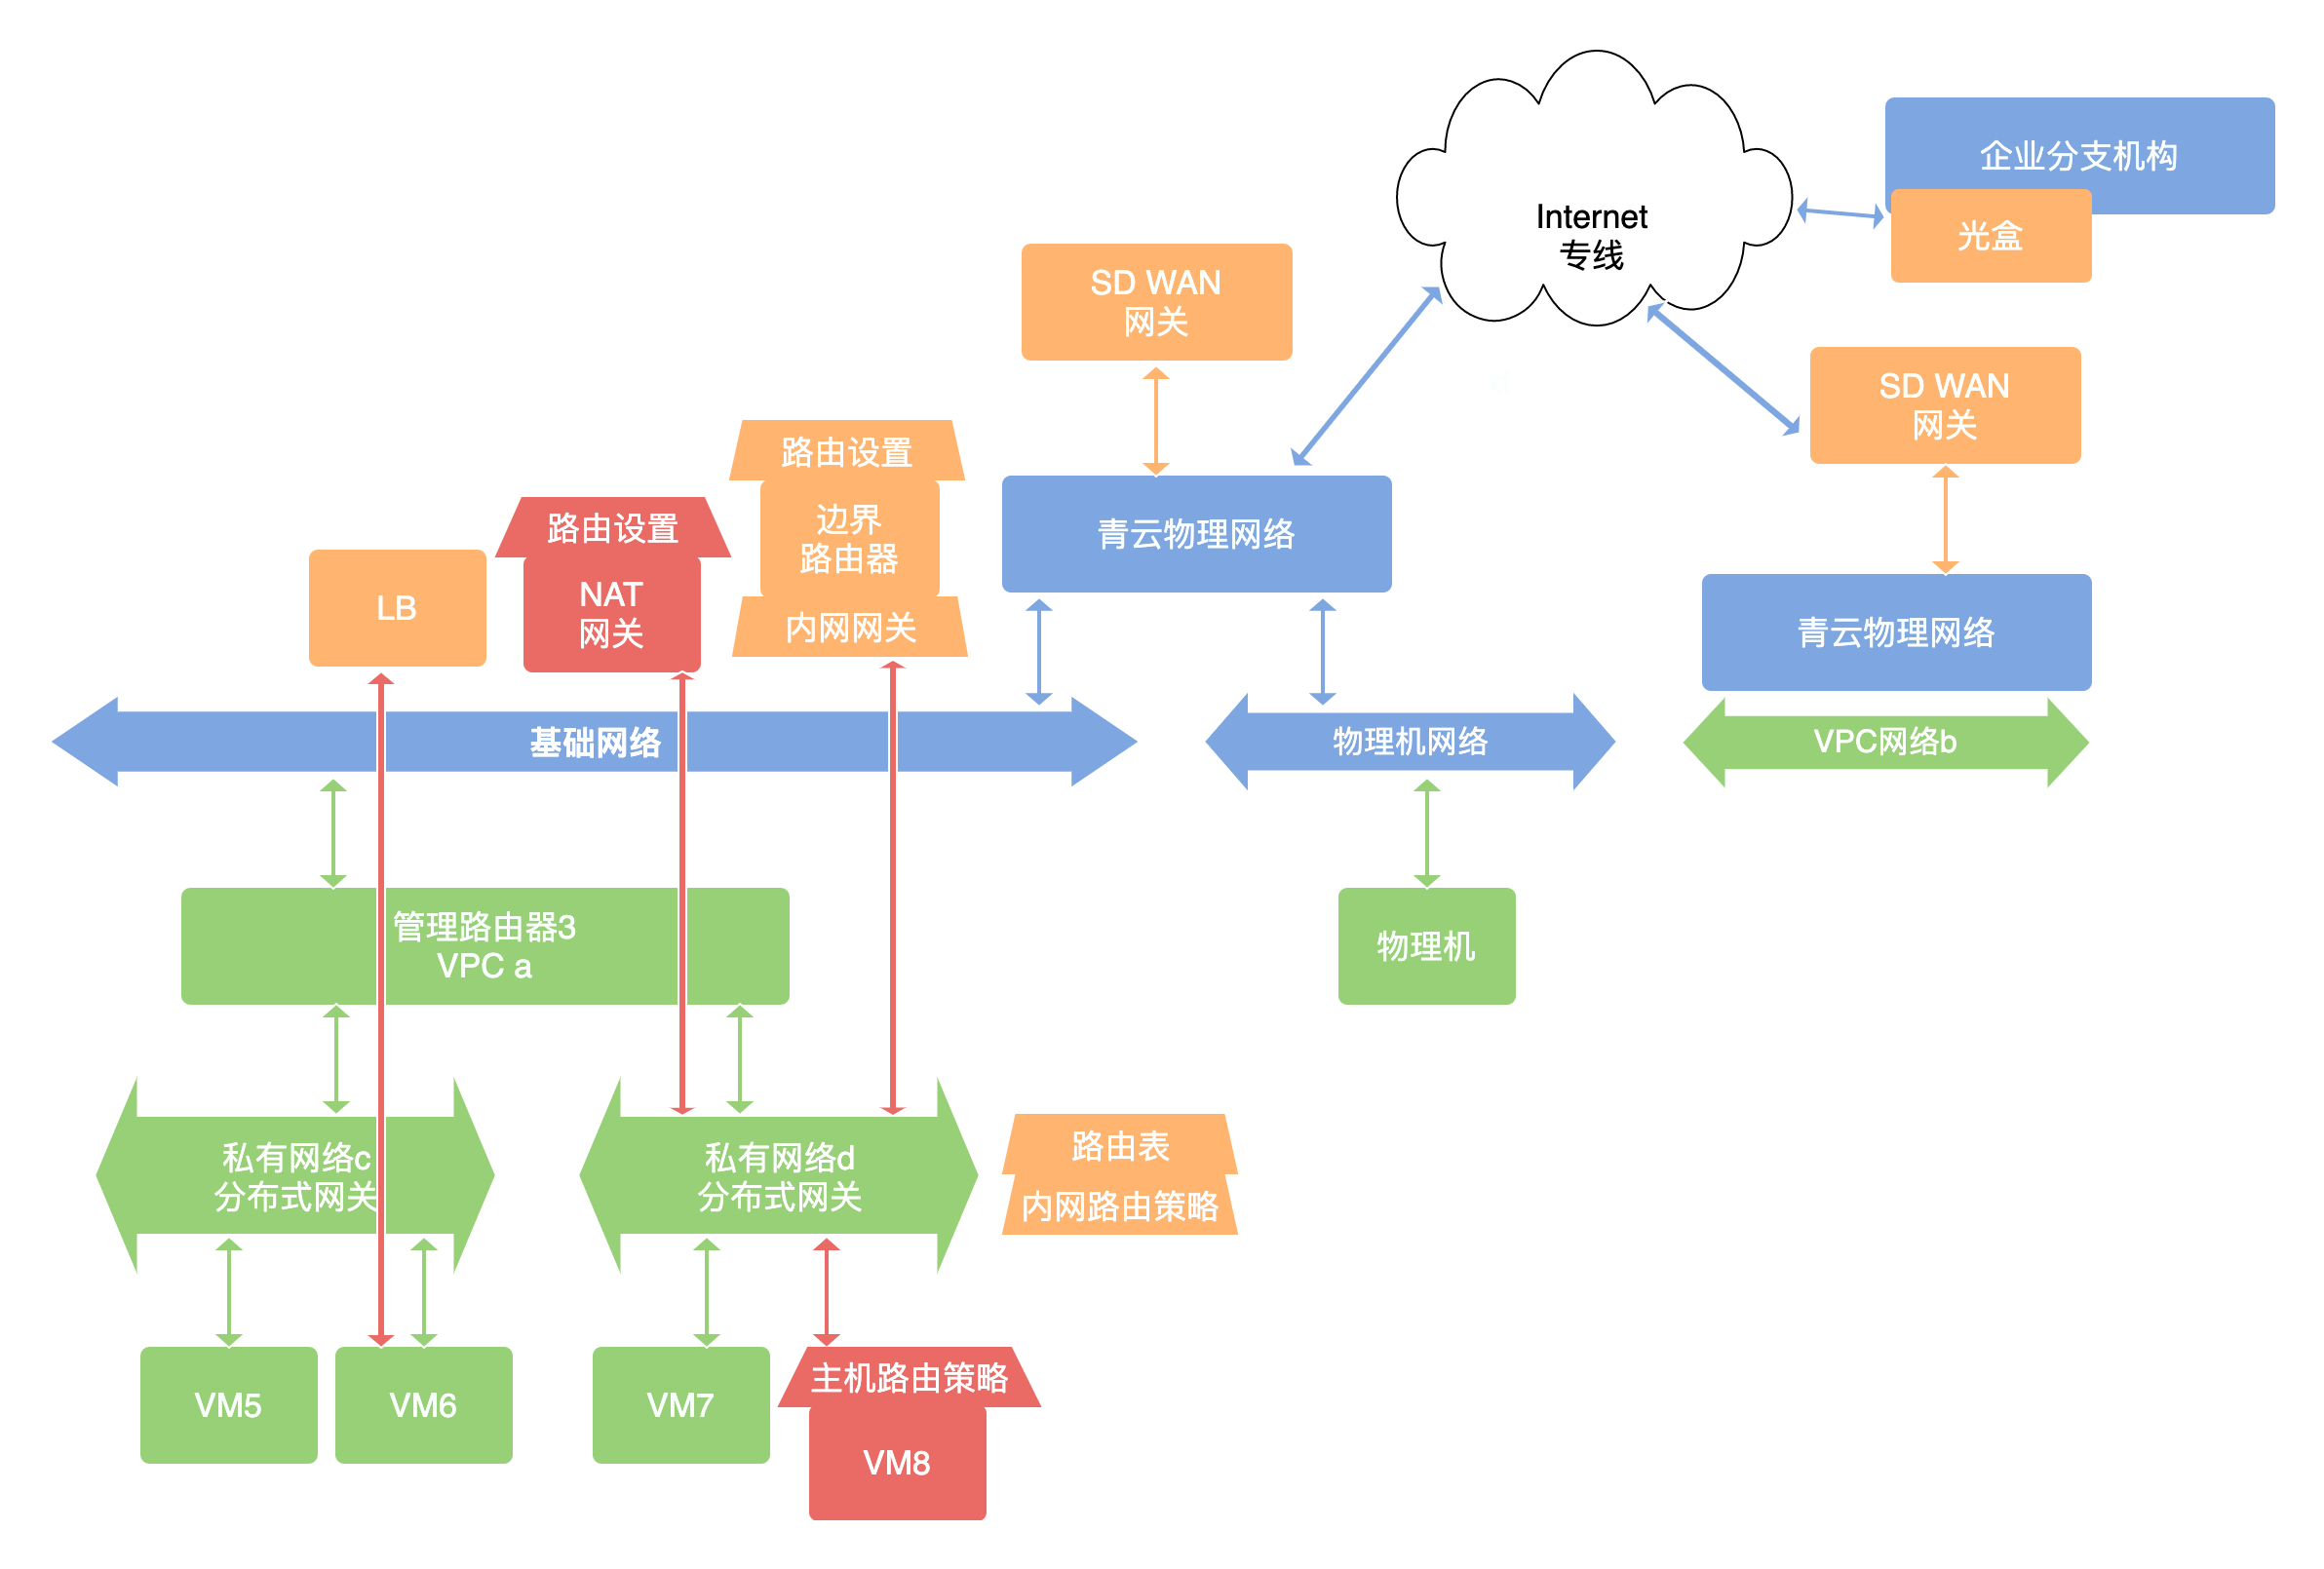 Internet
专线
企业分支机构
光盒
SD WAN
网关
SD WAN
网关
路由设置
边界
路由器
内网网关
路由设置
NAT
网关
LB
青云物理网络
青云物理网络
基础网络
物理机网络
VPC网络b
管理路由器3
VPC a
物理机
私有网络c
分布式网关
私有网络d
分布式网关
路由表
内网路由策略
VM5
VM6
VM7
主机路由策略
VM8